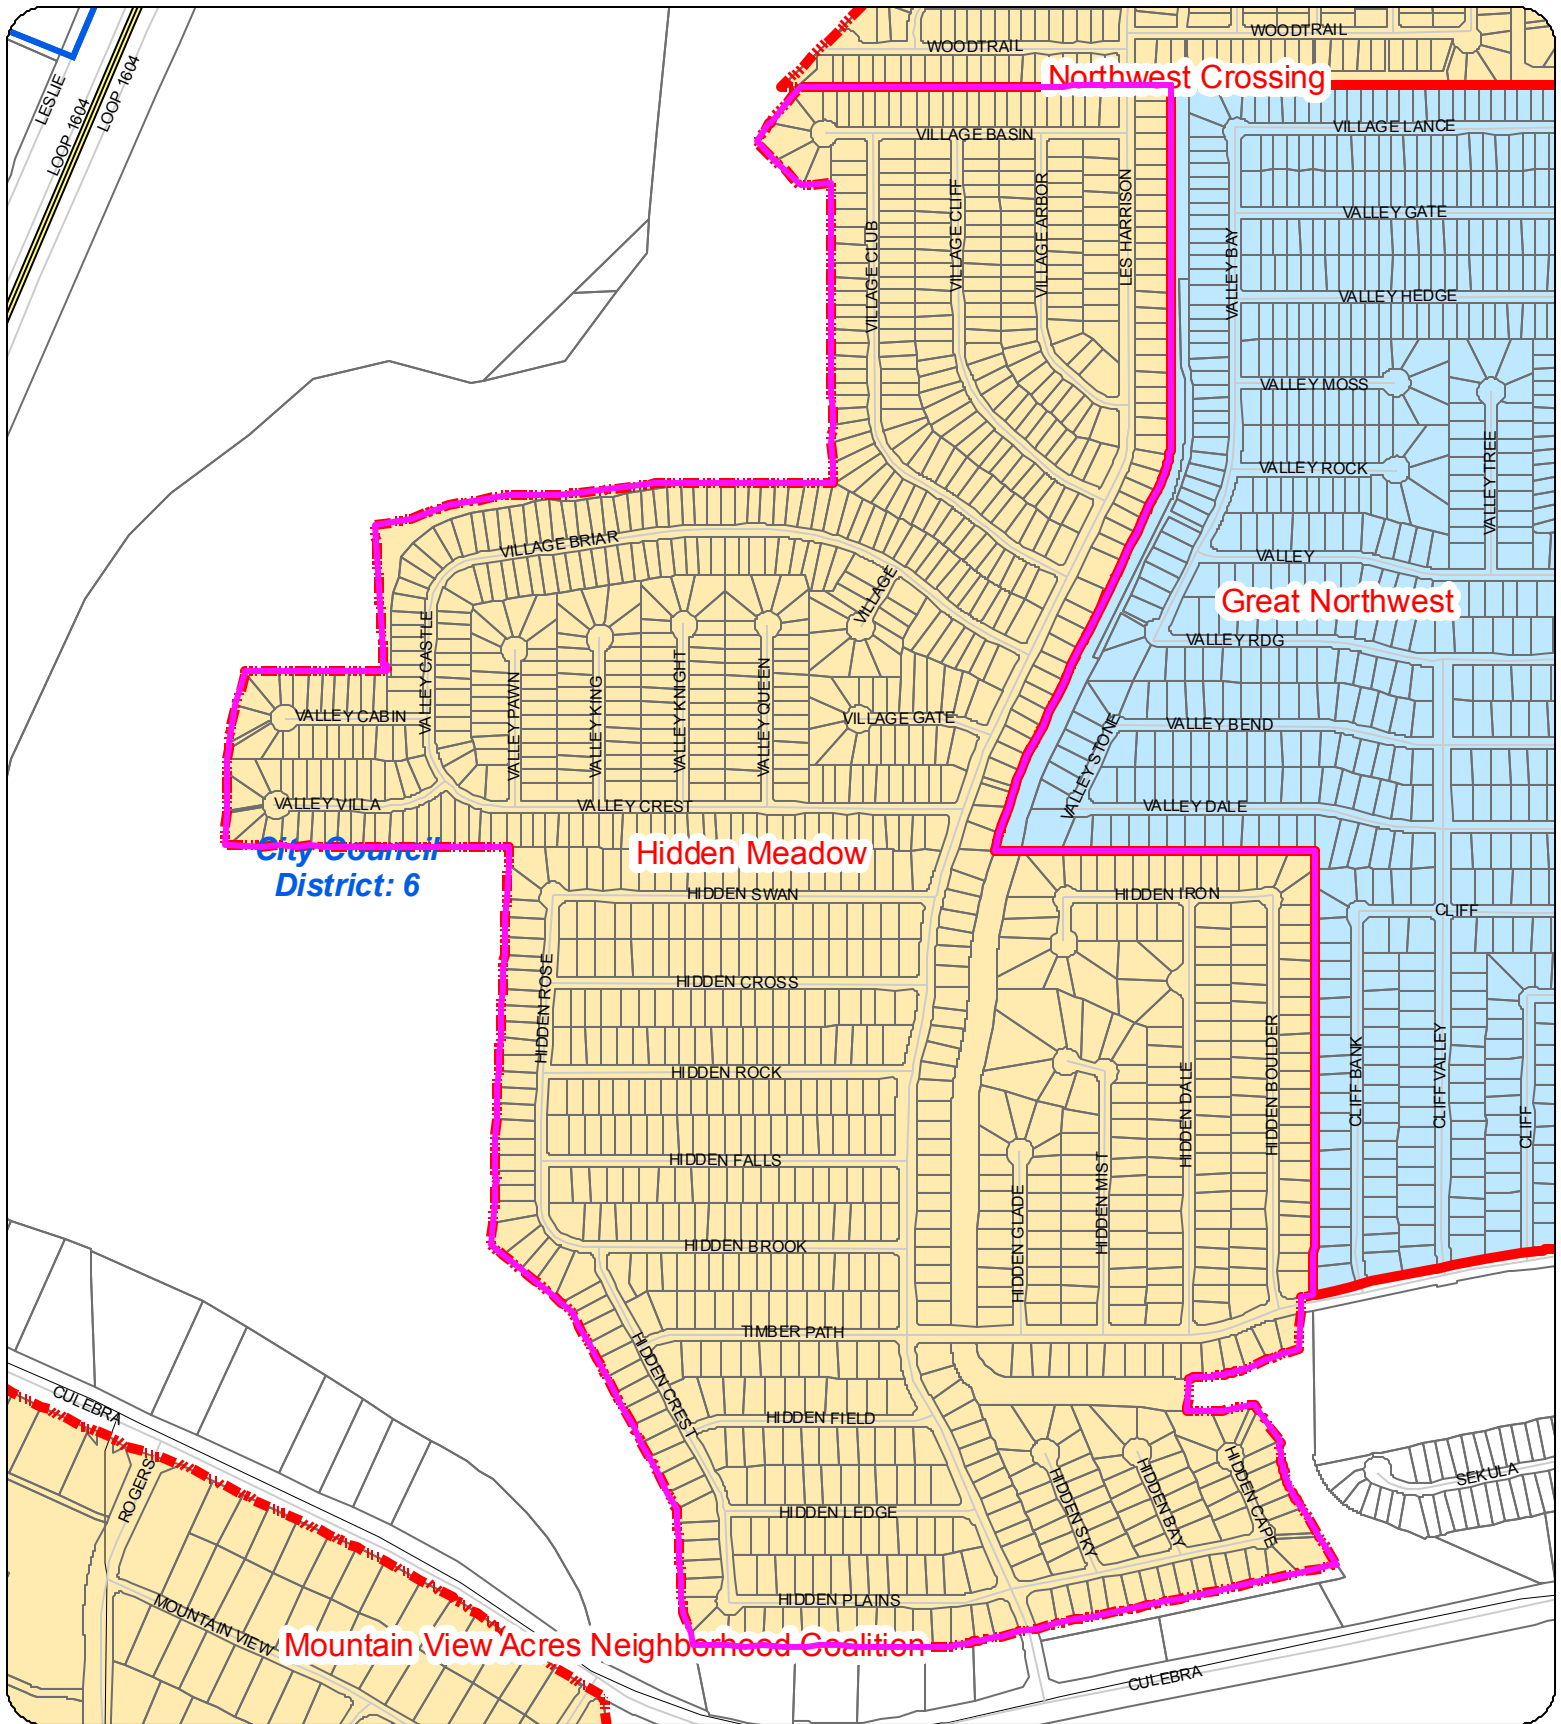 WOODTRAIL
WOODTRAIL
Northwest Crossing
LESLIE
LOOP 1604
LOOP 1604
VILLAGE BASIN
VILLAGE LANCE
VILLAGE CLUB
VILLAGE CLIFF
VILLAGE ARBOR
LES HARRISON
VALLEY GATE
VALLEY BAY
VALLEY HEDGE
VALLEY MOSS
VALLEY TREE
VALLEY ROCK
VILLAGE BRIAR
VALLEY
VILLAGE
Great Northwest
VALLEY RDG
VALLEY CASTLE
VALLEY CABIN
VALLEY PAWN
VALLEY KING
VALLEY KNIGHT
VALLEY QUEEN
VILLAGE GATE
VALLEY STONE
VALLEY BEND
VALLEY VILLA
VALLEY CREST
VALLEY DALE
City Council
District: 6
Hidden Meadow
HIDDEN SWAN
HIDDEN IRON
CLIFF
HIDDEN ROSE
HIDDEN CROSS
HIDDEN ROCK
HIDDEN DALE
HIDDEN BOULDER
CLIFF BANK
CLIFF VALLEY
CLIFF
HIDDEN FALLS
HIDDEN GLADE
HIDDEN MIST
HIDDEN BROOK
TIMBER PATH
HIDDEN CREST
CULEBRA
HIDDEN FIELD
ROGERS
HIDDEN SKY
HIDDEN BAY
HIDDEN CAPE
SEKULA
HIDDEN LEDGE
HIDDEN PLAINS
MOUNTAIN VIEW
Mountain View Acres Neighborhood Coalition
CULEBRA